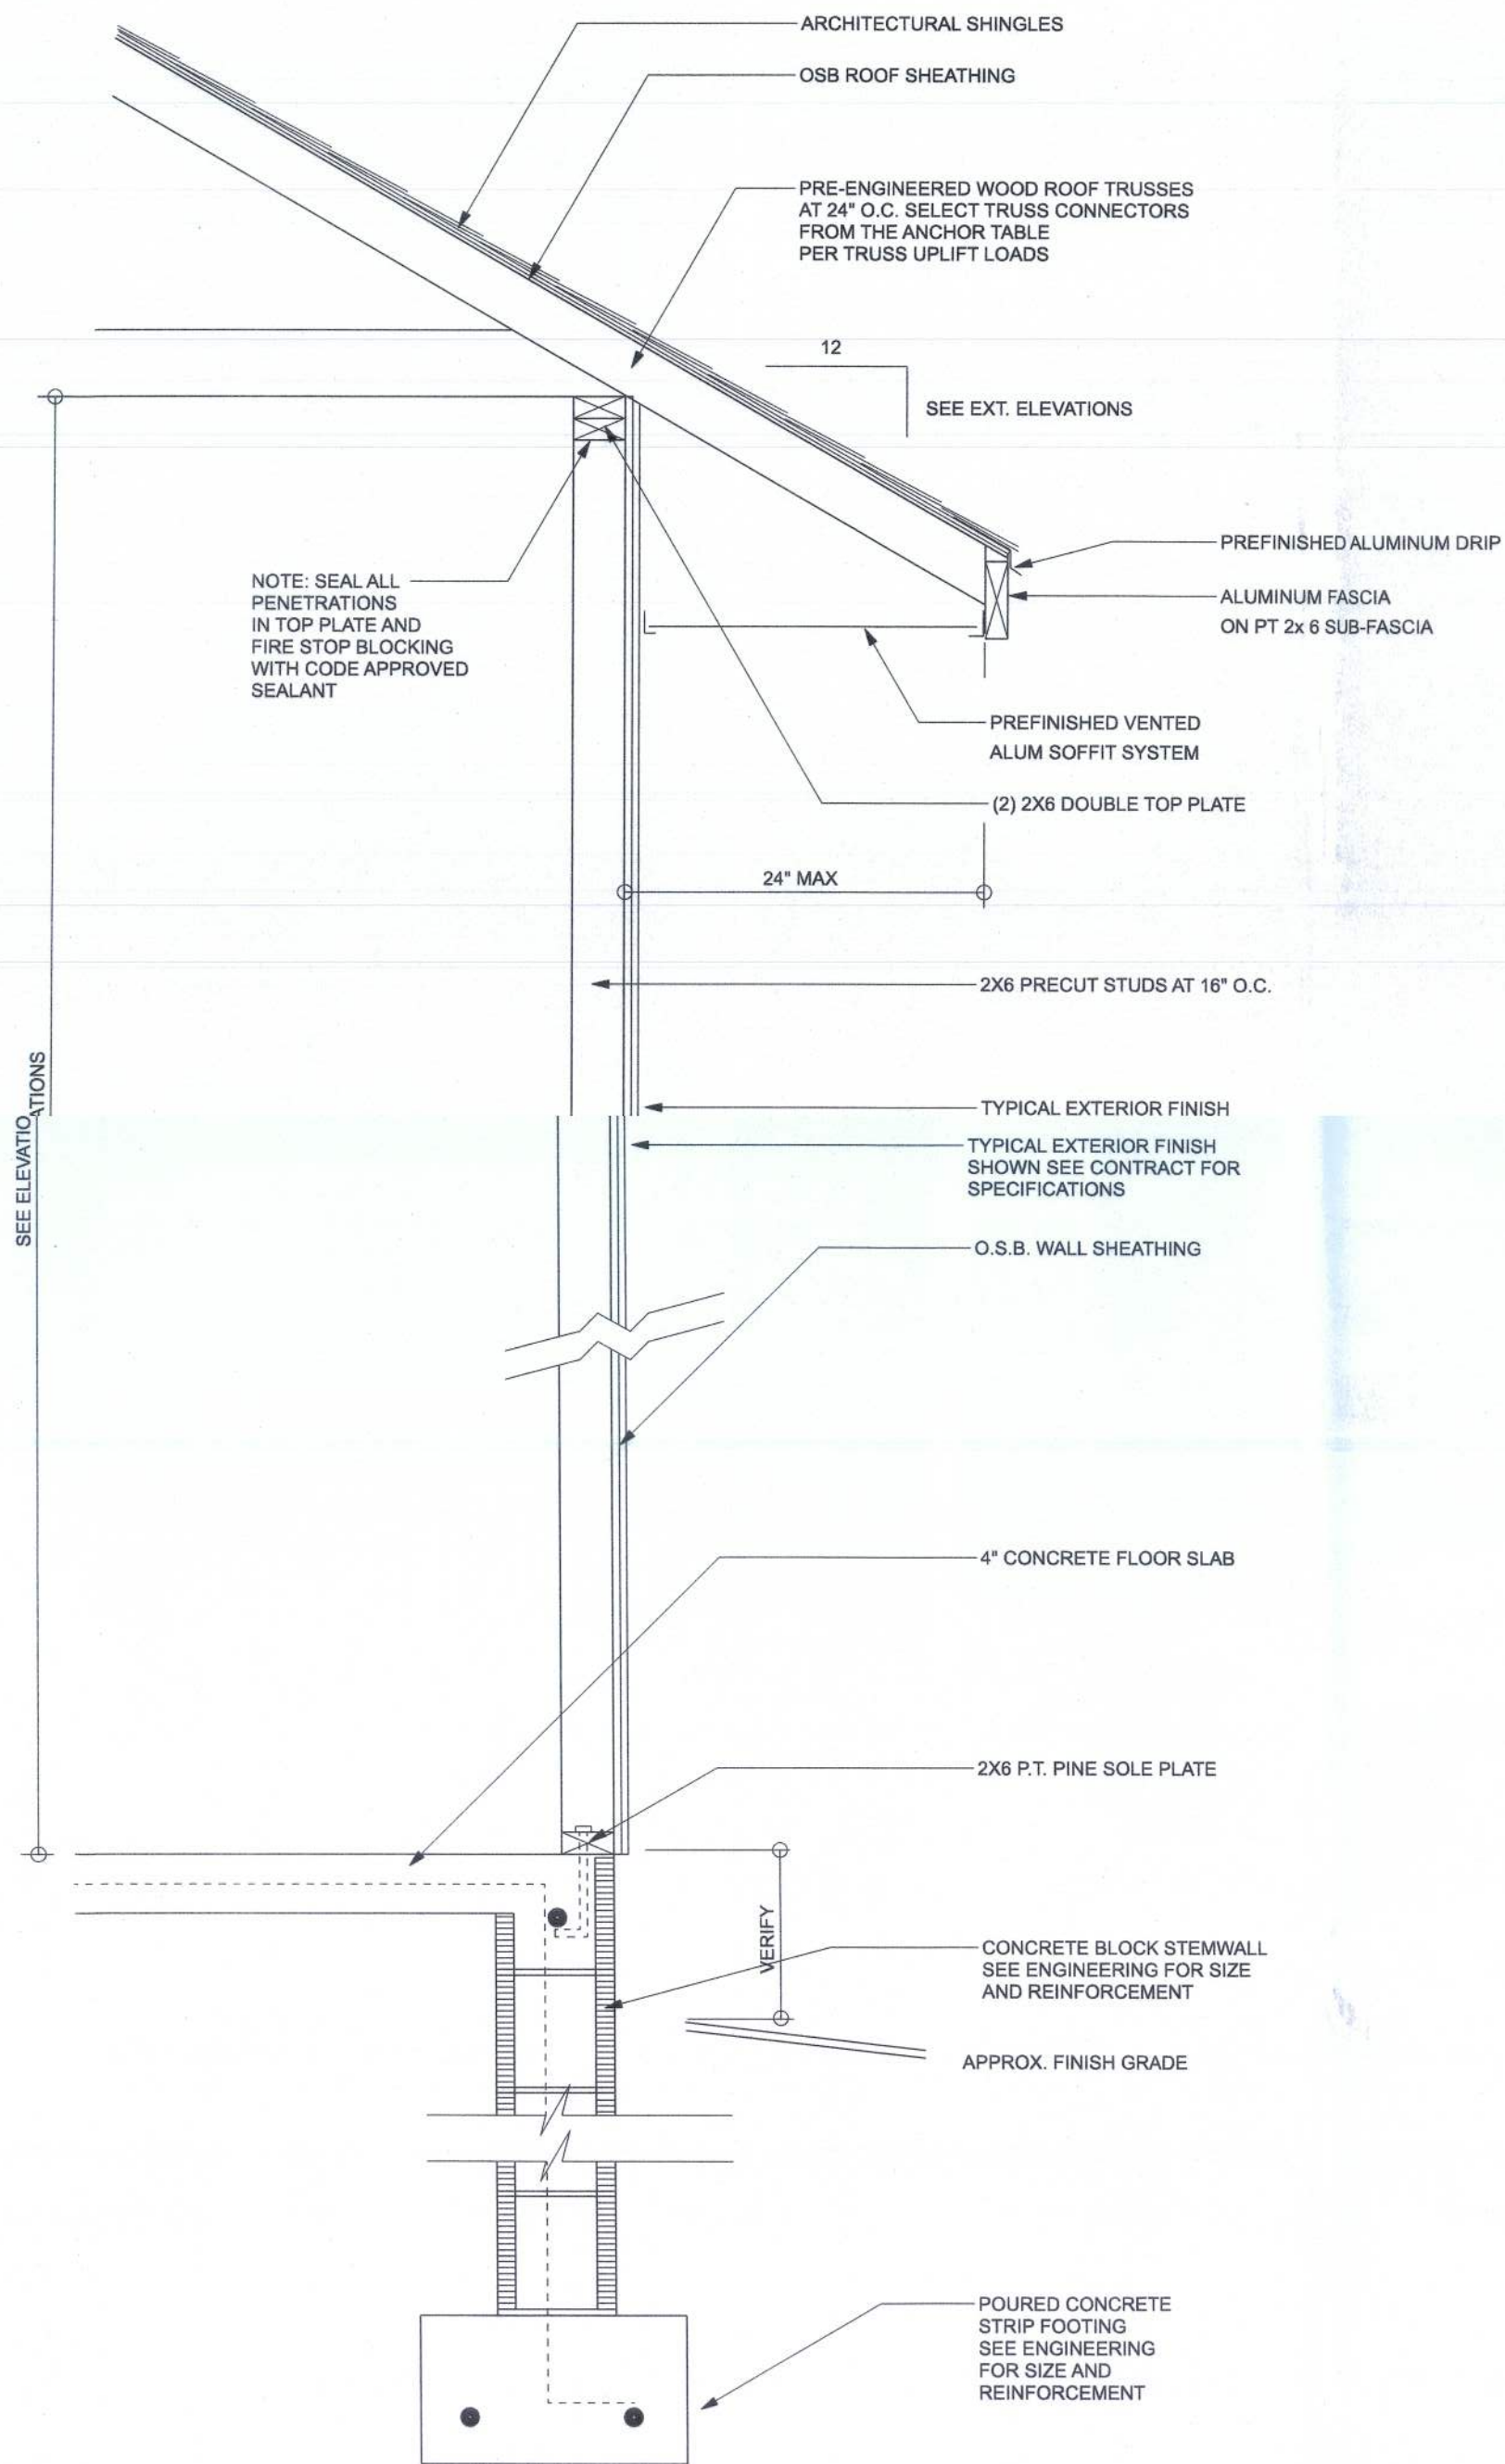 ARCHITECTURAL SHINGLES
OSB ROOF SHEATHING
PRE-ENGINEERED WOOD ROOF TRUSSES
AT 24" O.C. SELECT TRUSS CONNECTORS
FROM THE ANCHOR TABLE
PER TRUSS UPLIFT LOADS
12
SEE EXT. ELEVATIONS
PREFINISHED ALUMINUM DRIP
ALUMINUM FASCIA
ON PT 2x 6 SUB-FASCIA
NOTE: SEAL ALL
PENETRATIONS
IN TOP PLATE AND
FIRE STOP BLOCKING
WITH CODE APPROVED
SEALANT
PREFINISHED VENTED
ALUM SOFFIT SYSTEM
(2) 2X6 DOUBLE TOP PLATE
24" MAX
2X6 PRECUT STUDS AT 16" O.C.
SEE ELEVATIO
ATIONS
TYPICAL EXTERIOR FINISH
TYPICAL EXTERIOR FINISH
SHOWN SEE CONTRACT FOR
SPECIFICATIONS
O.S.B. WALL SHEATHING
4" CONCRETE FLOOR SLAB
2X6 P.T. PINE SOLE PLATE
VERIFY
CONCRETE BLOCK STEMWALL
SEE ENGINEERING FOR SIZE
AND REINFORCEMENT
APPROX. FINISH GRADE
POURED CONCRETE
STRIP FOOTING
SEE ENGINEERING
FOR SIZE AND
REINFORCEMENT